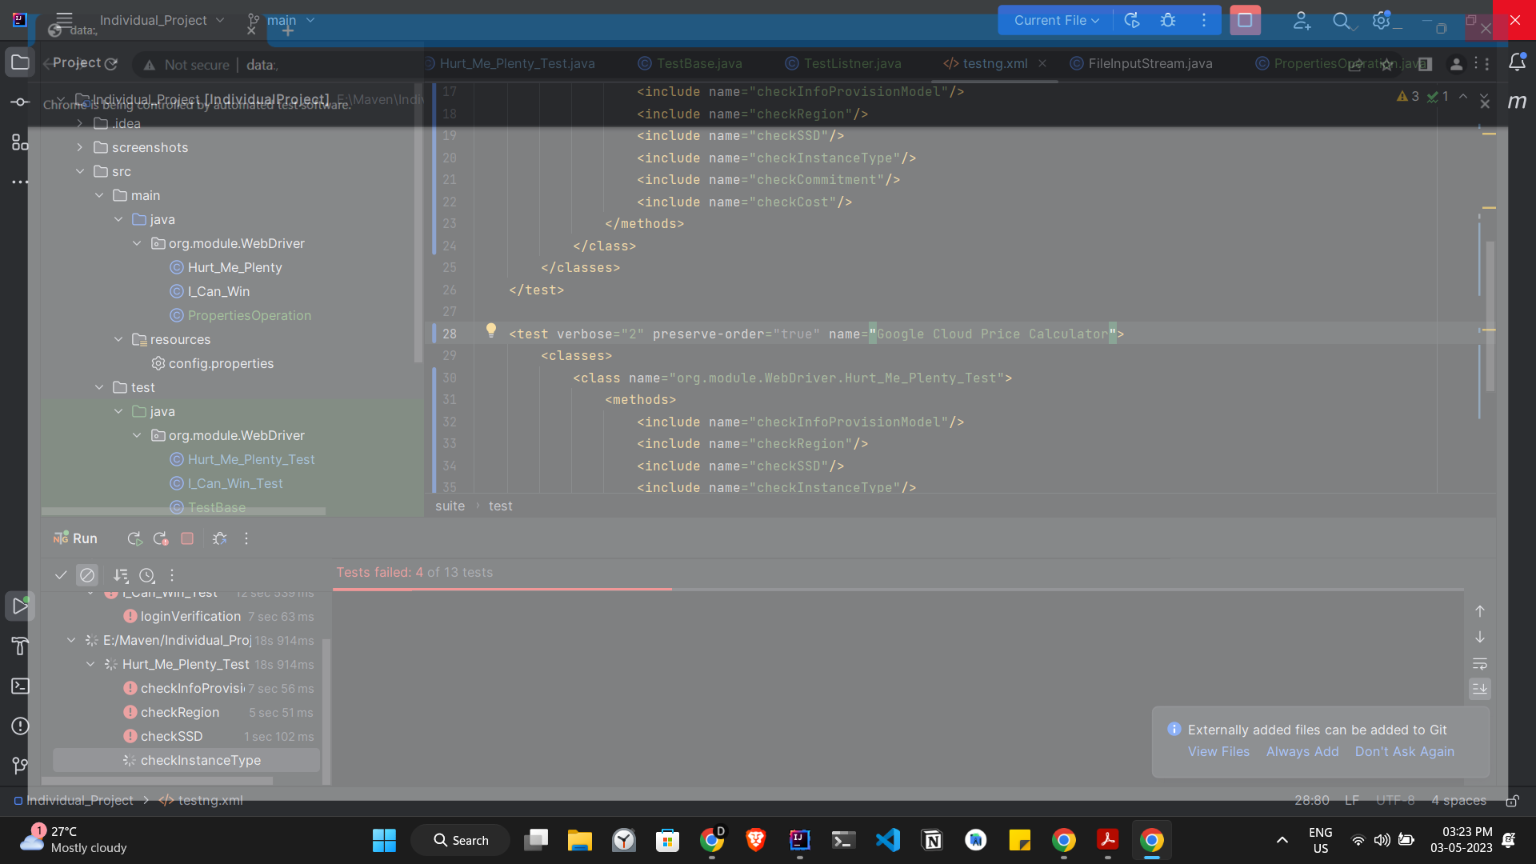 Individual_Project
main
Current File
data:,
Project
Not secure
data:,
Hurt_Me_Plenty_Test.java
TestBase.java
TestListner.java
testng.xml
FileInputStream.java
PropertiesOperation.java
Individual_Project [IndividualProject]
Chrome is being controlled by automated test software.
3
1
m
.idea
screenshots
src
main
java
org.module.WebDriver
Hurt_Me_Plenty
I_Can_Win
PropertiesOperation
resources
config.properties
test
java
org.module.WebDriver
Hurt_Me_Plenty_Test
I_Can_Win_Test
TestBase
17 <include name="checkInfoProvisionModel"/>
18 <include name="checkRegion"/>
19 <include name="checkSSD"/>
20 <include name="checkInstanceType"/>
21 <include name="checkCommitment"/>
22 <include name="checkCost"/>
23 </methods>
24 </class>
25 </classes>
26 </test>
27
28 <test verbose="2" preserve-order="true" name="Google Cloud Price Calculator">
29 <classes>
30 <class name="org.module.WebDriver.Hurt_Me_Plenty_Test">
31 <methods>
32 <include name="checkInfoProvisionModel"/>
33 <include name="checkRegion"/>
34 <include name="checkSSD"/>
35 <include name="checkInstanceType"/>
suite
test
Run
Tests failed: 4 of 13 tests
I_Can_Win_Test 12 sec 539 ms
loginVerification 7 sec 63 ms
E:/Maven/Individual_Proj 18s 914ms
Hurt_Me_Plenty_Test 18s 914ms
checkInfoProvisi 7 sec 56 ms
checkRegion 5 sec 51 ms
checkSSD 1 sec 102 ms
checkInstanceType
Externally added files can be added to Git
View Files Always Add Don't Ask Again
Individual_Project > testng.xml
28:80 LF UTF-8 4 spaces
1
27°C
Mostly cloudy
Search
D
ENG
US
03:23 PM
03-05-2023